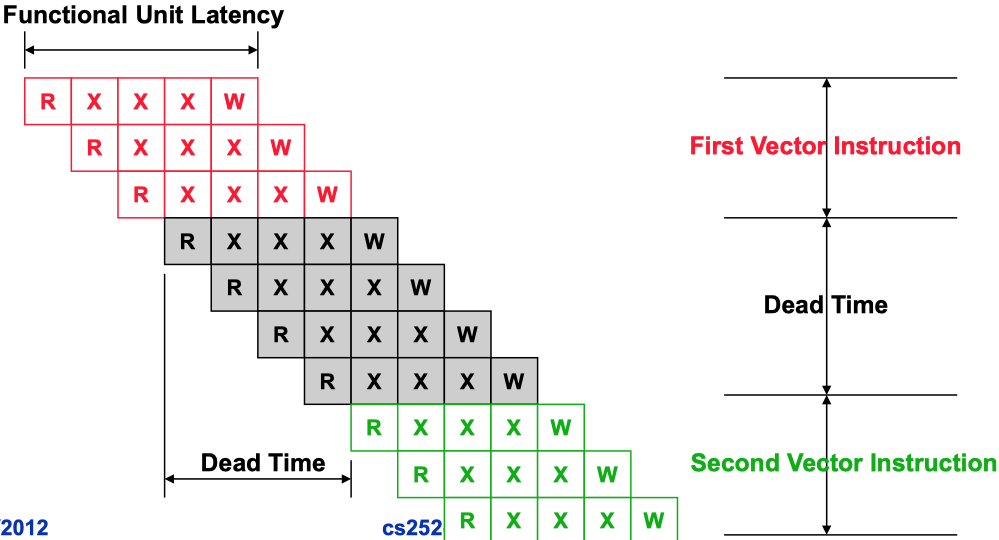 Functional Unit Latency
R X X X W
R X X X W
First Vector Instruction
R X X X W
R X X X W
R X X X W
Dead Time
R X X X W
R X X X W
R X X X W
Dead Time
R X X X W
Second Vector Instruction
/2012
cs252
R X X X W